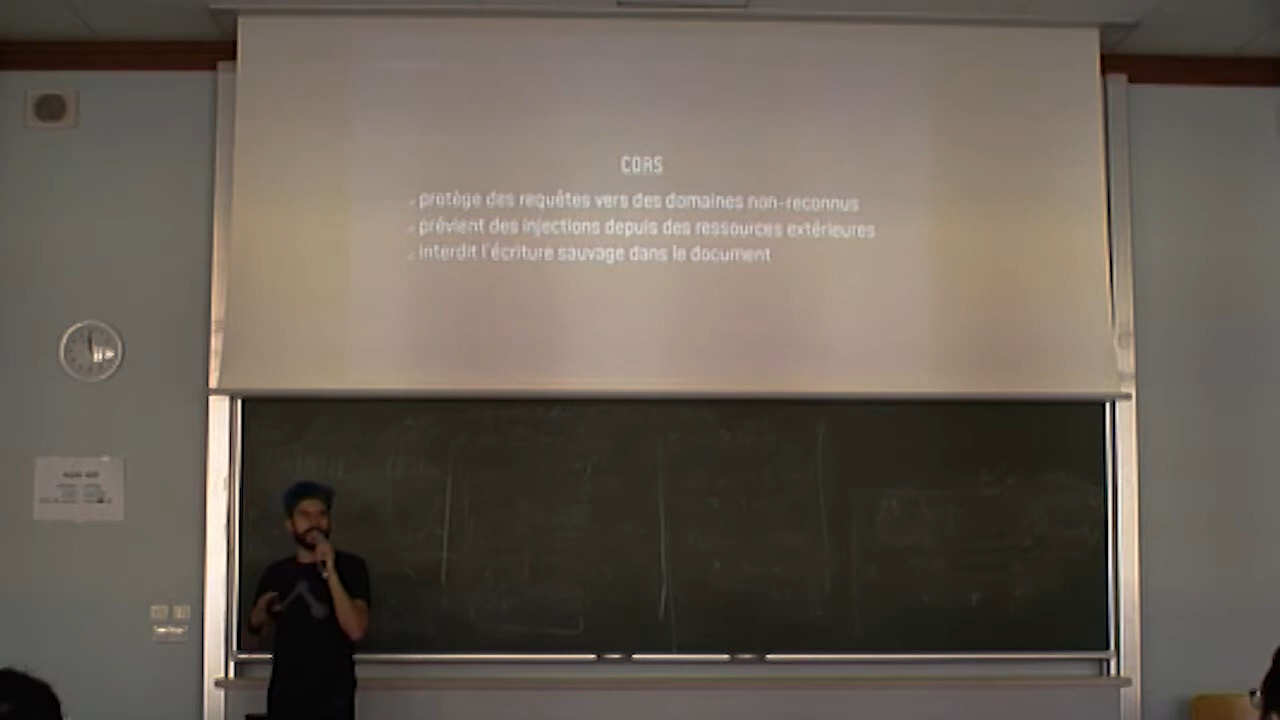 CORS
- protège des requêtes vers des domaines non-reconnus
- prévient des injections depuis des ressources extérieures
- interdit l'écriture sauvage dans le document